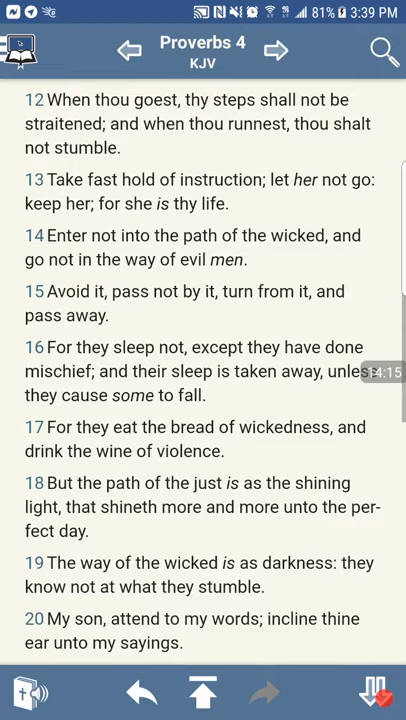 81% 3:39 PM
Proverbs 4
KJV
12 When thou goest, thy steps shall not be
straitened; and when thou runnest, thou shalt
not stumble.
13 Take fast hold of instruction; let her not go:
keep her; for she is thy life.
14 Enter not into the path of the wicked, and
go not in the way of evil men.
15 Avoid it, pass not by it, turn from it, and
pass away.
16 For they sleep not, except they have done
mischief; and their sleep is taken away, unless
14:15
they cause some to fall.
17 For they eat the bread of wickedness, and
drink the wine of violence.
18 But the path of the just is as the shining
light, that shineth more and more unto the per-
fect day.
19 The way of the wicked is as darkness: they
know not at what they stumble.
20 My son, attend to my words; incline thine
ear unto my sayings.